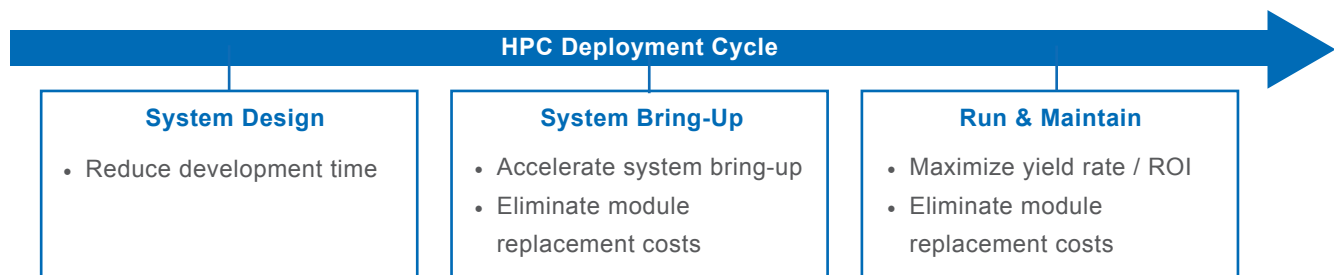 HPC Deployment Cycle
System Design
• Reduce development time
System Bring-Up
• Accelerate system bring-up
• Eliminate module
replacement costs
Run & Maintain
• Maximize yield rate / ROI
• Eliminate module
replacement costs